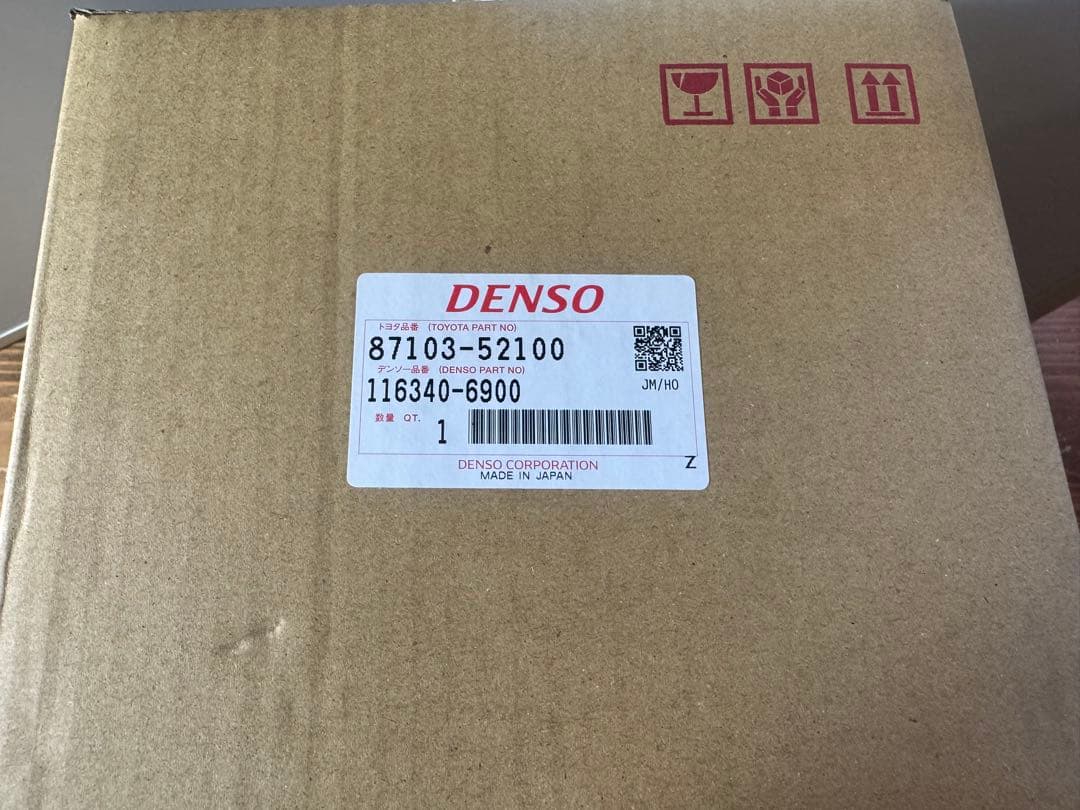 DENSO
トヨタ品番 (TOYOTA PART NO)
87103-52100
デンソー品番 (DENSO PART NO)
116340-6900
JM/HO
数量 QT.
1
DENSO CORPORATION
MADE IN JAPAN
Z